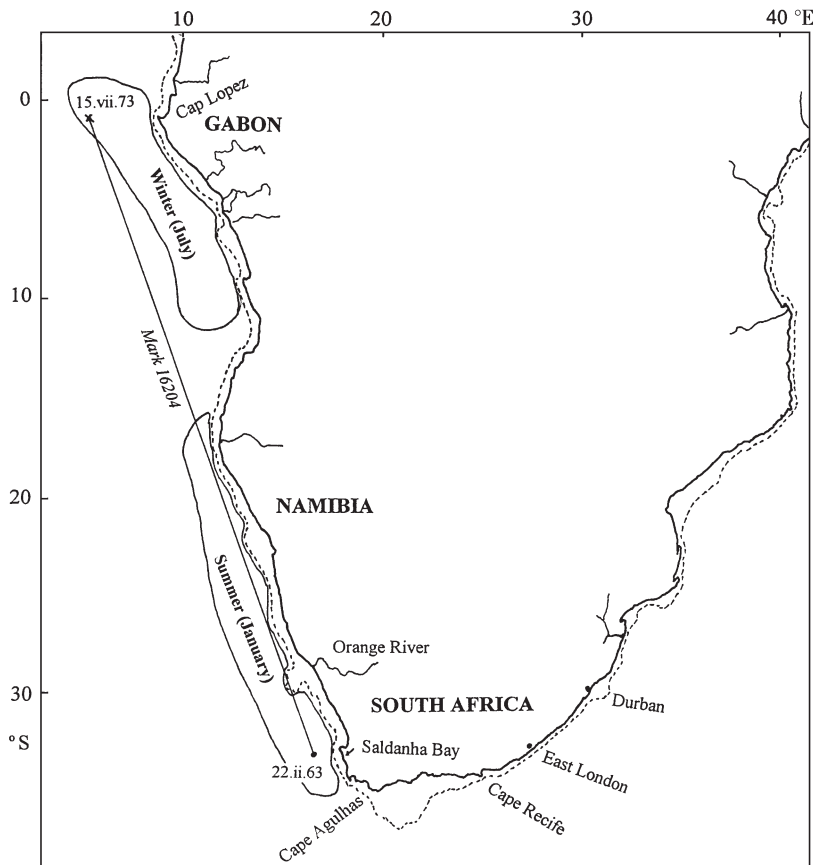 10 20 30 40 °E
0
15.vii.73
Cap Lopez
GABON
Winter (July)
10
Mark 16204
20
NAMIBIA
Summer (January)
Orange River
30
SOUTH AFRICA
Durban
°S
Saldanha Bay
East London
22.ii.63
Cape Recife
Cape Agulhas